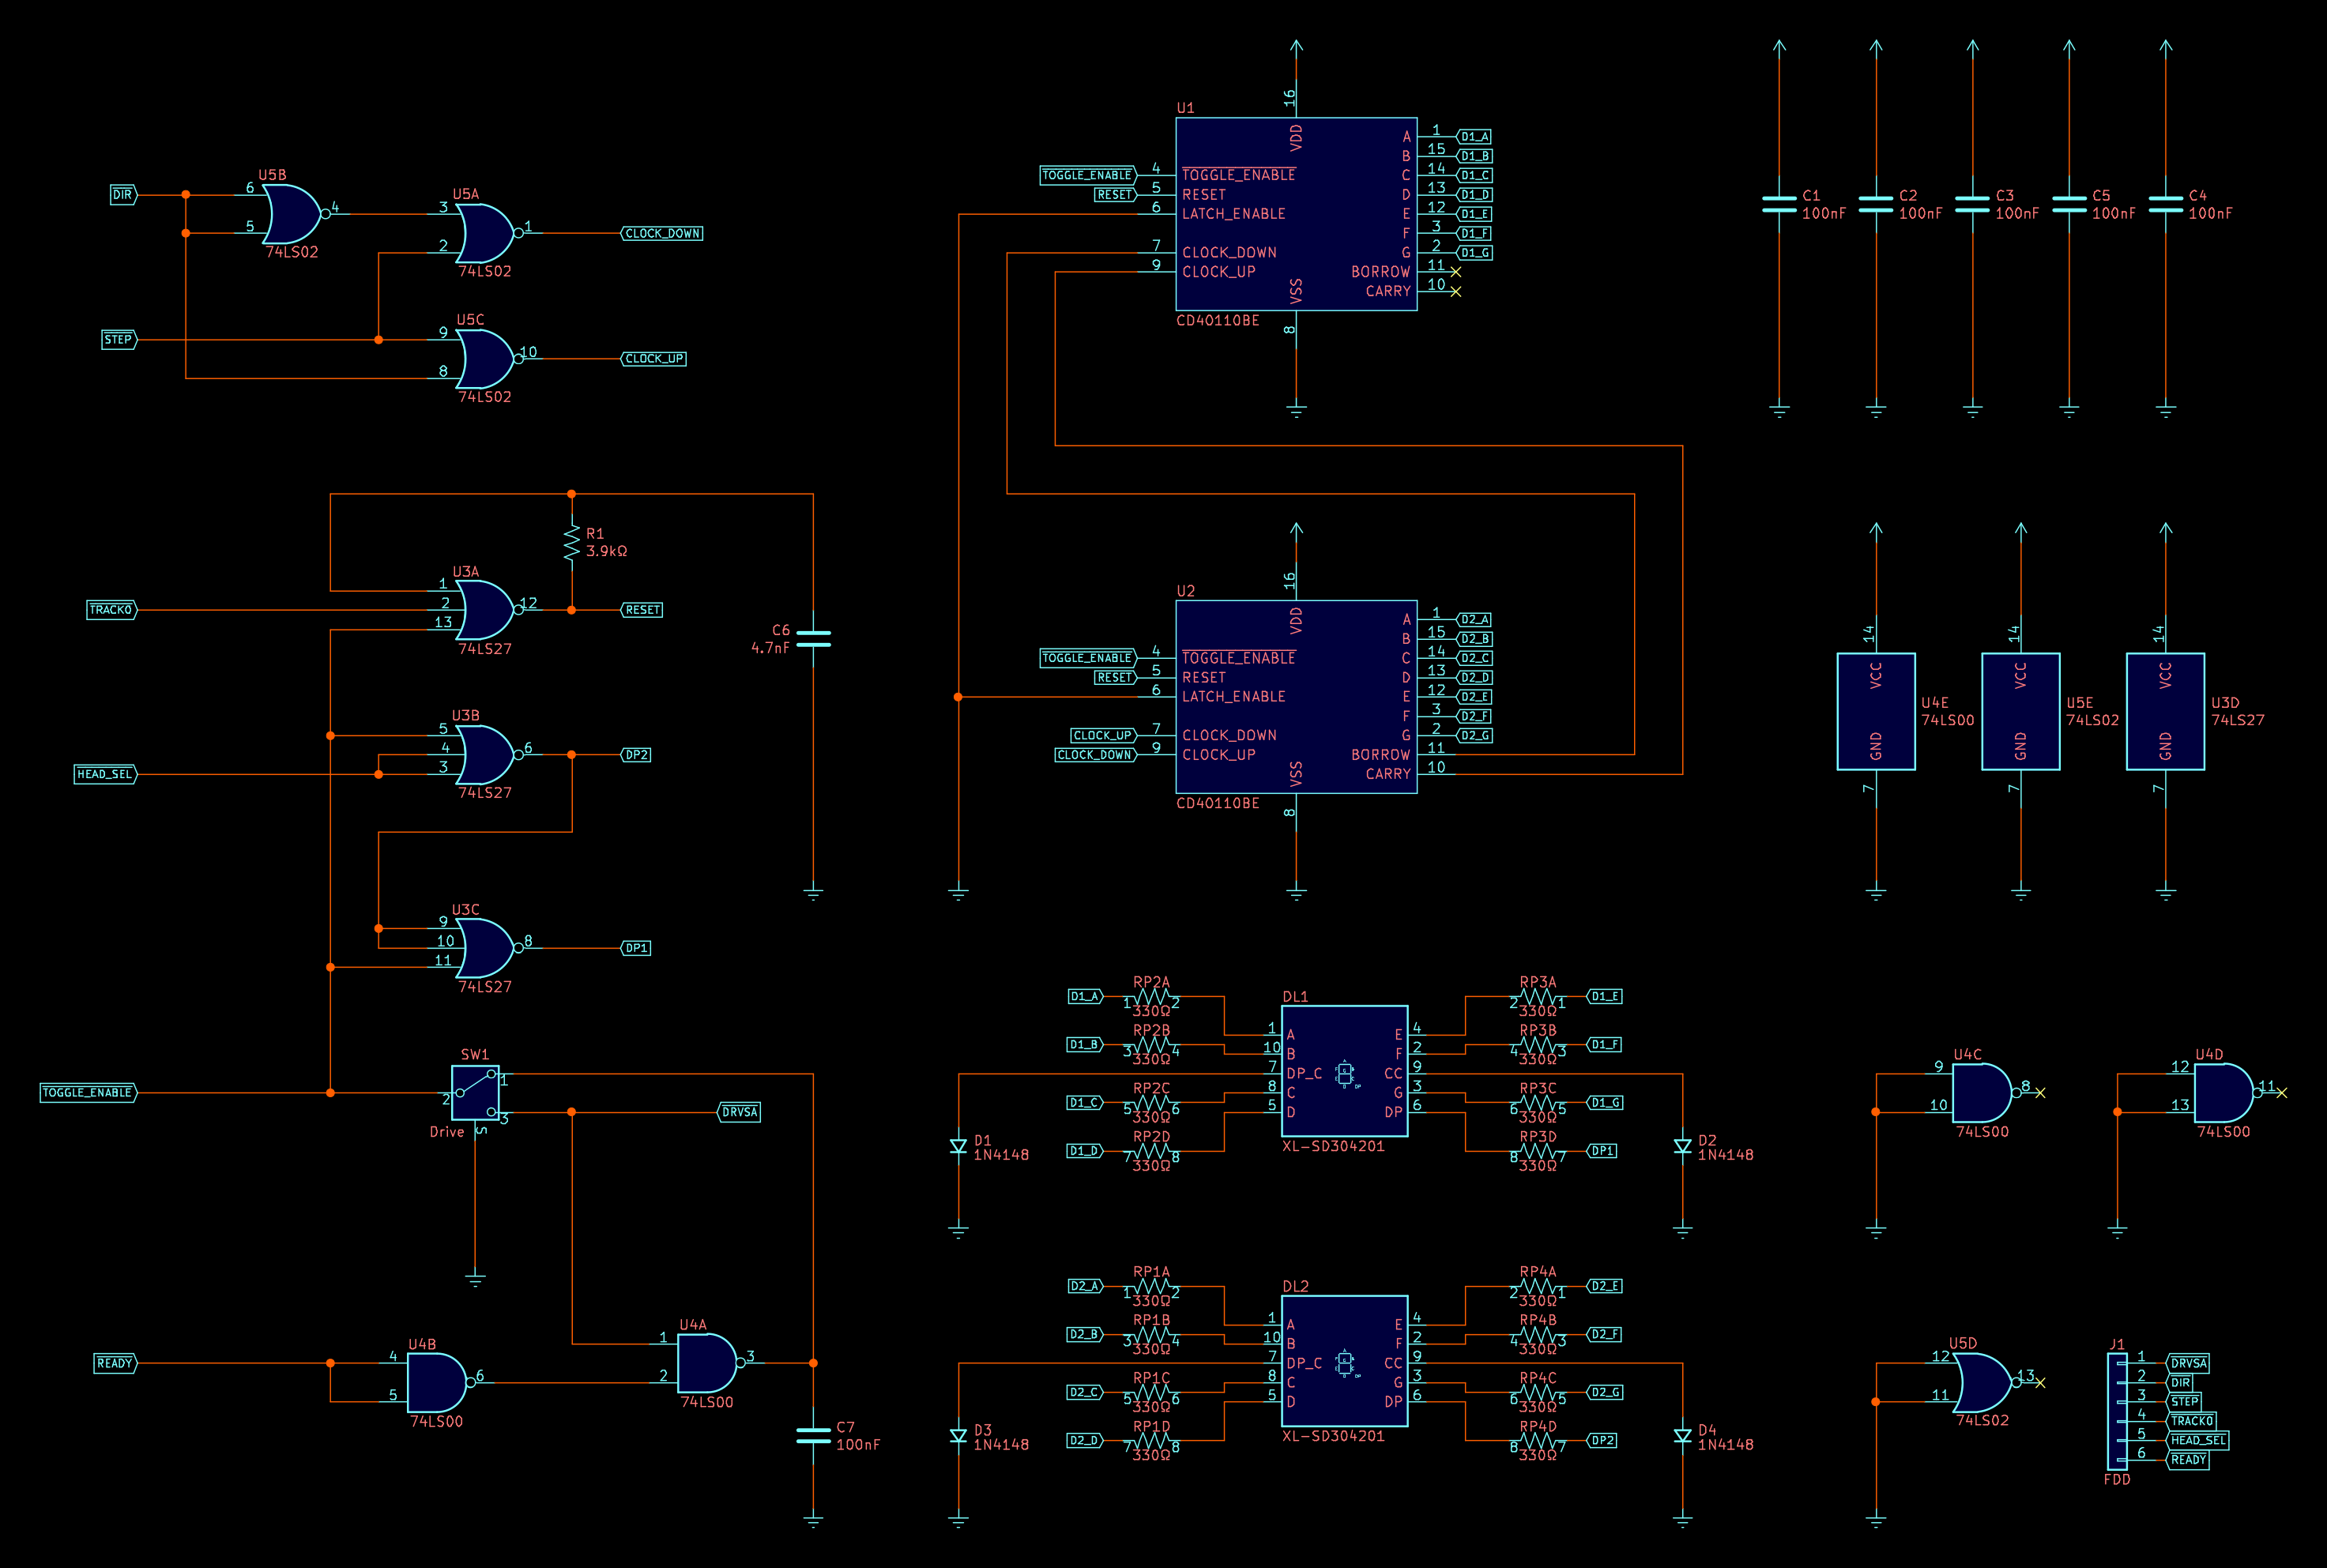 U5B
DIR
6
5
4
74LS02
U5A
3
2
1
CLOCK_DOWN
74LS02
STEP
U5C
9
8
10
CLOCK_UP
74LS02
R1
3.9kΩ
U3A
TRACK0
1
2
13
12
RESET
74LS27
C6
4.7nF
U3B
HEAD_SEL
5
4
3
6
DP2
74LS27
U3C
9
10
11
8
DP1
74LS27
SW1
TOGGLE_ENABLE
2
1
3
S
Drive
DRVSA
READY
U4B
4
5
6
74LS00
U4A
1
2
3
74LS00
C7
100nF
U1
16
VDD
TOGGLE_ENABLE 4 TOGGLE_ENABLE
RESET 5 RESET
6 LATCH_ENABLE
7 CLOCK_DOWN
9 CLOCK_UP
A 1 D1_A
B 15 D1_B
C 14 D1_C
D 13 D1_D
E 12 D1_E
F 3 D1_F
G 2 D1_G
BORROW 11
CARRY 10
VSS
8
CD40110BE
U2
16
VDD
TOGGLE_ENABLE 4 TOGGLE_ENABLE
RESET 5 RESET
6 LATCH_ENABLE
CLOCK_UP 7 CLOCK_DOWN
CLOCK_DOWN 9 CLOCK_UP
A 1 D2_A
B 15 D2_B
C 14 D2_C
D 13 D2_D
E 12 D2_E
F 3 D2_F
G 2 D2_G
BORROW 11
CARRY 10
VSS
8
CD40110BE
C1
100nF
C2
100nF
C3
100nF
C5
100nF
C4
100nF
14
VCC
GND
7
U4E
74LS00
14
VCC
GND
7
U5E
74LS02
14
VCC
GND
7
U3D
74LS27
RP2A
D1_A 1 2
330Ω
RP2B
D1_B 3 4
330Ω
RP2C
D1_C 5 6
330Ω
RP2D
D1_D 7 8
330Ω
DL1
1 A
10 B
7 DP_C
8 C
5 D
E 4
F 2
CC 9
G 3
DP 6
XL-SD304201
RP3A
2 1 D1_E
330Ω
RP3B
4 3 D1_F
330Ω
RP3C
6 5 D1_G
330Ω
RP3D
8 7 DP1
330Ω
D1
1N4148
D2
1N4148
RP1A
D2_A 1 2
330Ω
RP1B
D2_B 3 4
330Ω
RP1C
D2_C 5 6
330Ω
RP1D
D2_D 7 8
330Ω
DL2
1 A
10 B
7 DP_C
8 C
5 D
E 4
F 2
CC 9
G 3
DP 6
XL-SD304201
RP4A
2 1 D2_E
330Ω
RP4B
4 3 D2_F
330Ω
RP4C
6 5 D2_G
330Ω
RP4D
8 7 DP2
330Ω
D3
1N4148
D4
1N4148
U4C
9
10
8
74LS00
U4D
12
13
11
74LS00
U5D
12
11
13
74LS02
J1
1 DRVSA
2 DIR
3 STEP
4 TRACK0
5 HEAD_SEL
6 READY
FDD